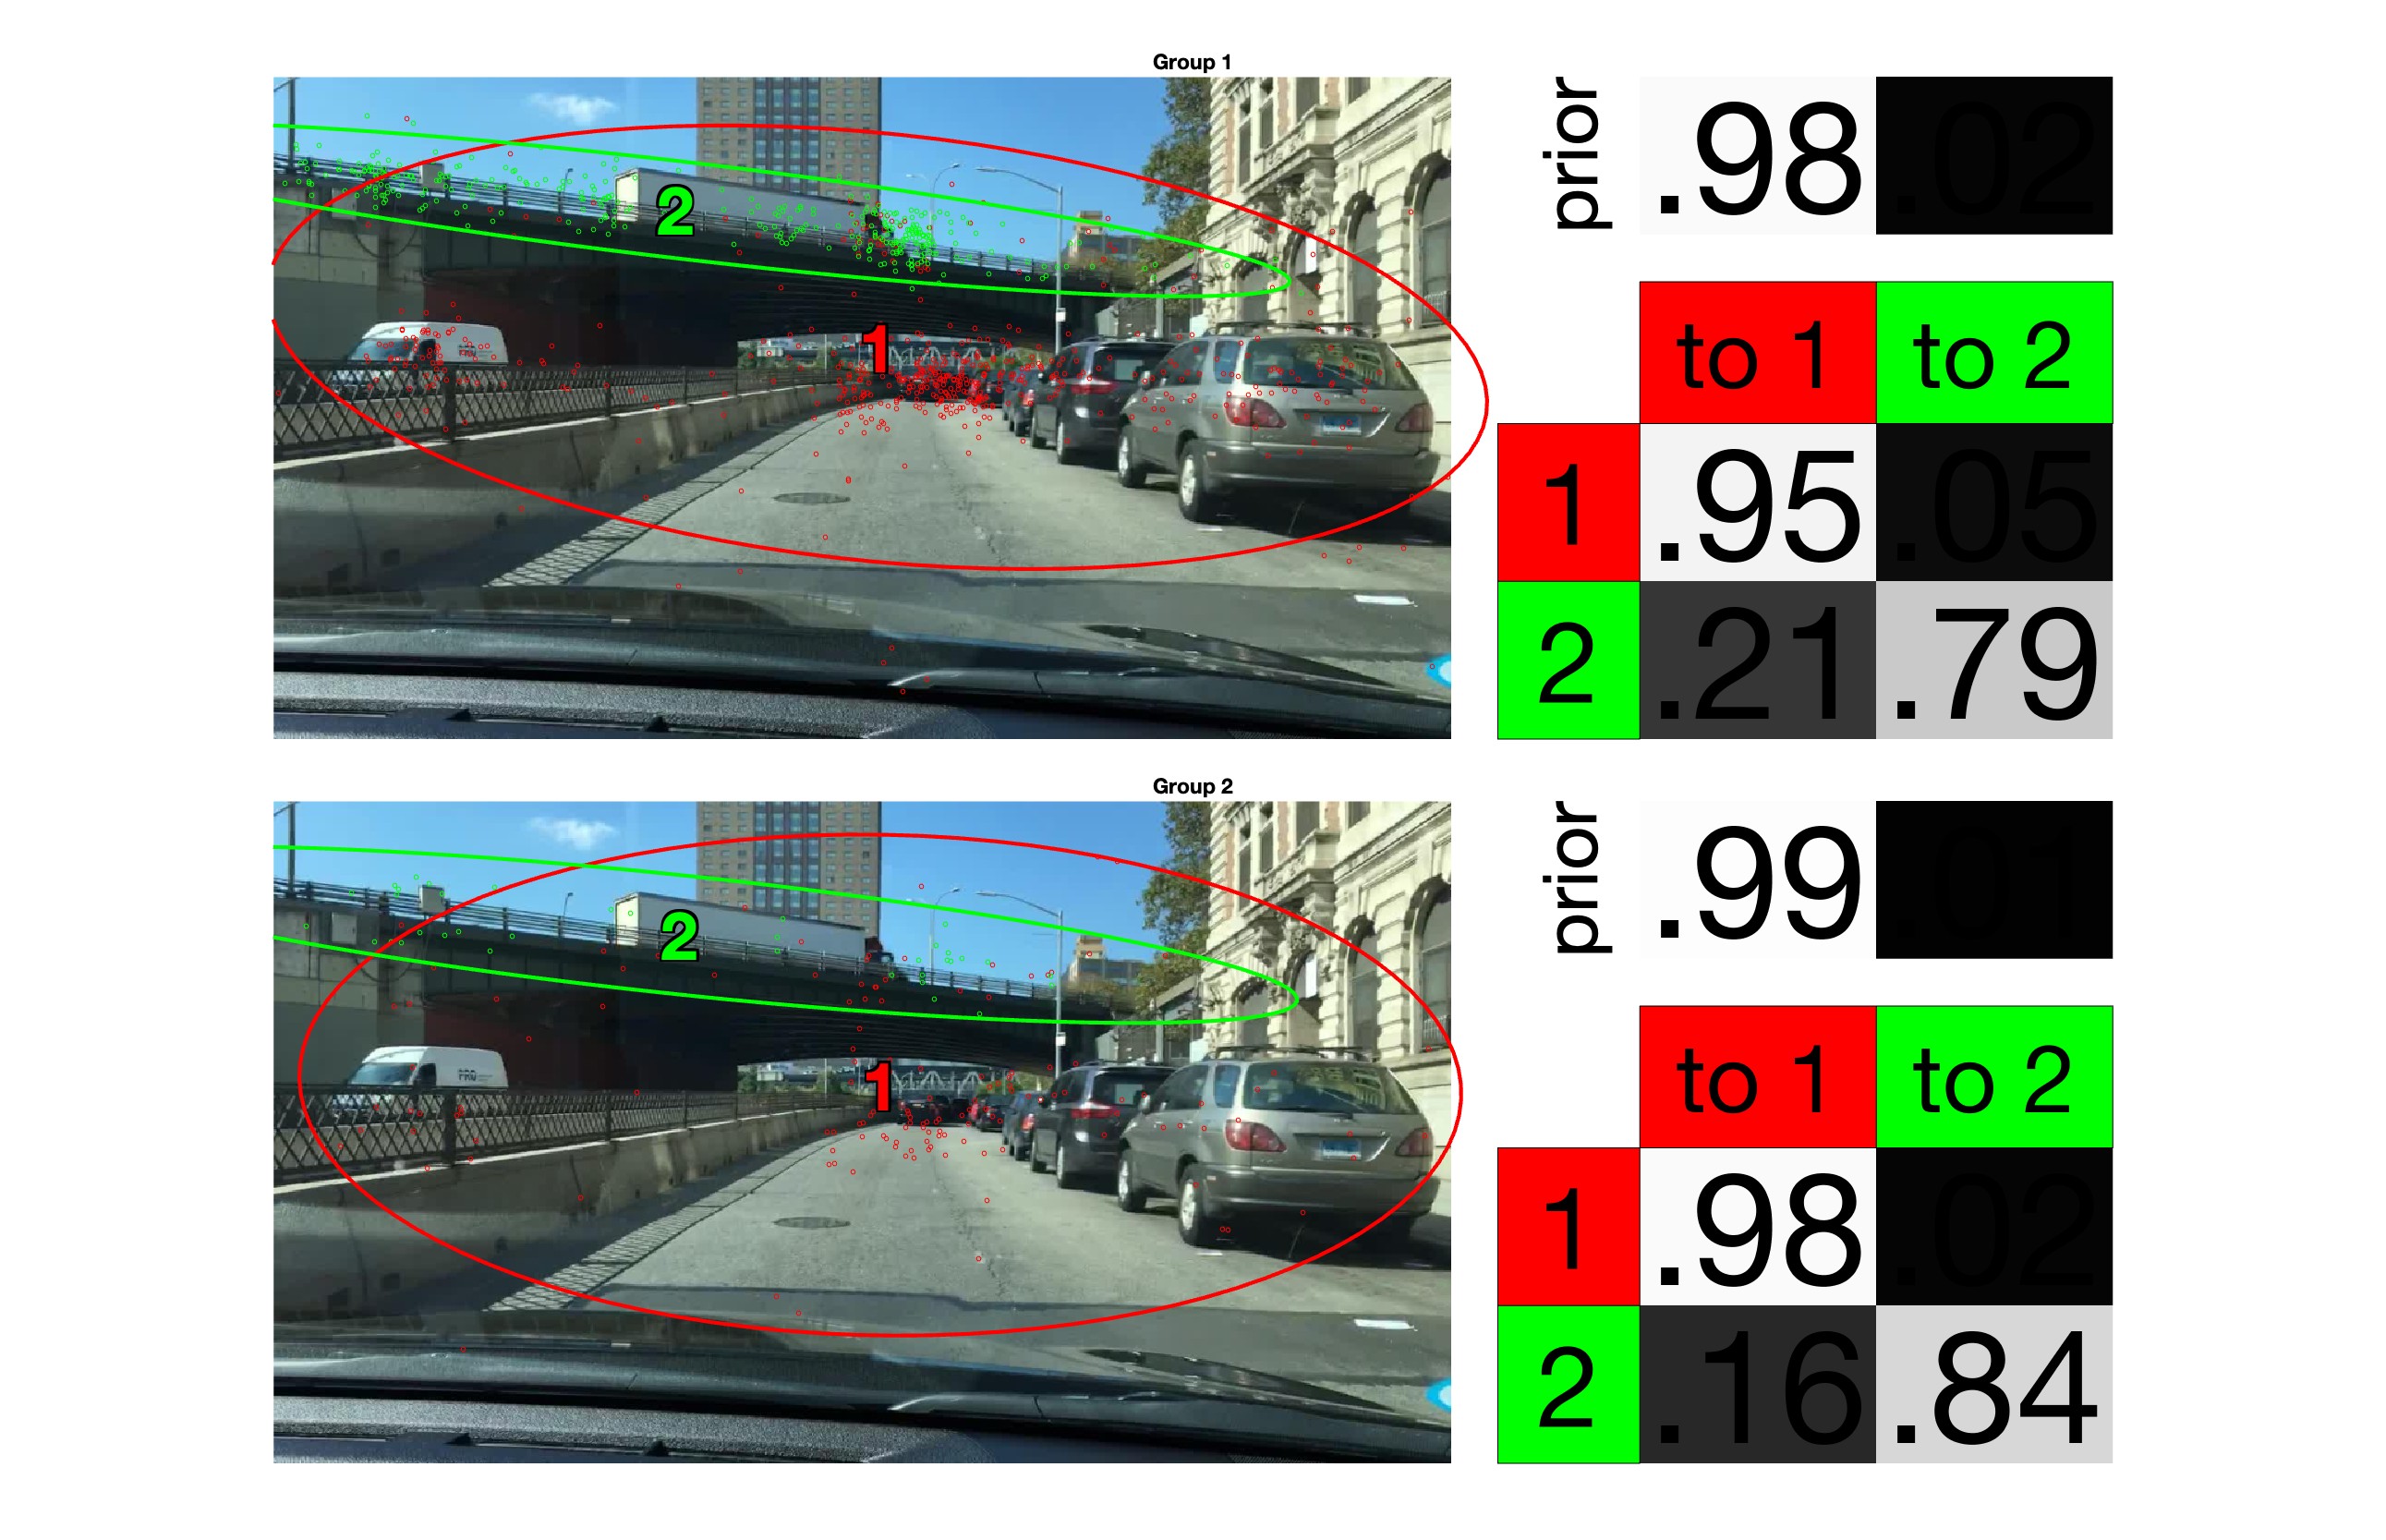 Group 1
2
1
prior
.98 .02
to 1 to 2
1 .95 .05
2 .21 .79
Group 2
2
1
prior
.99 .01
to 1 to 2
1 .98 .02
2 .16 .84